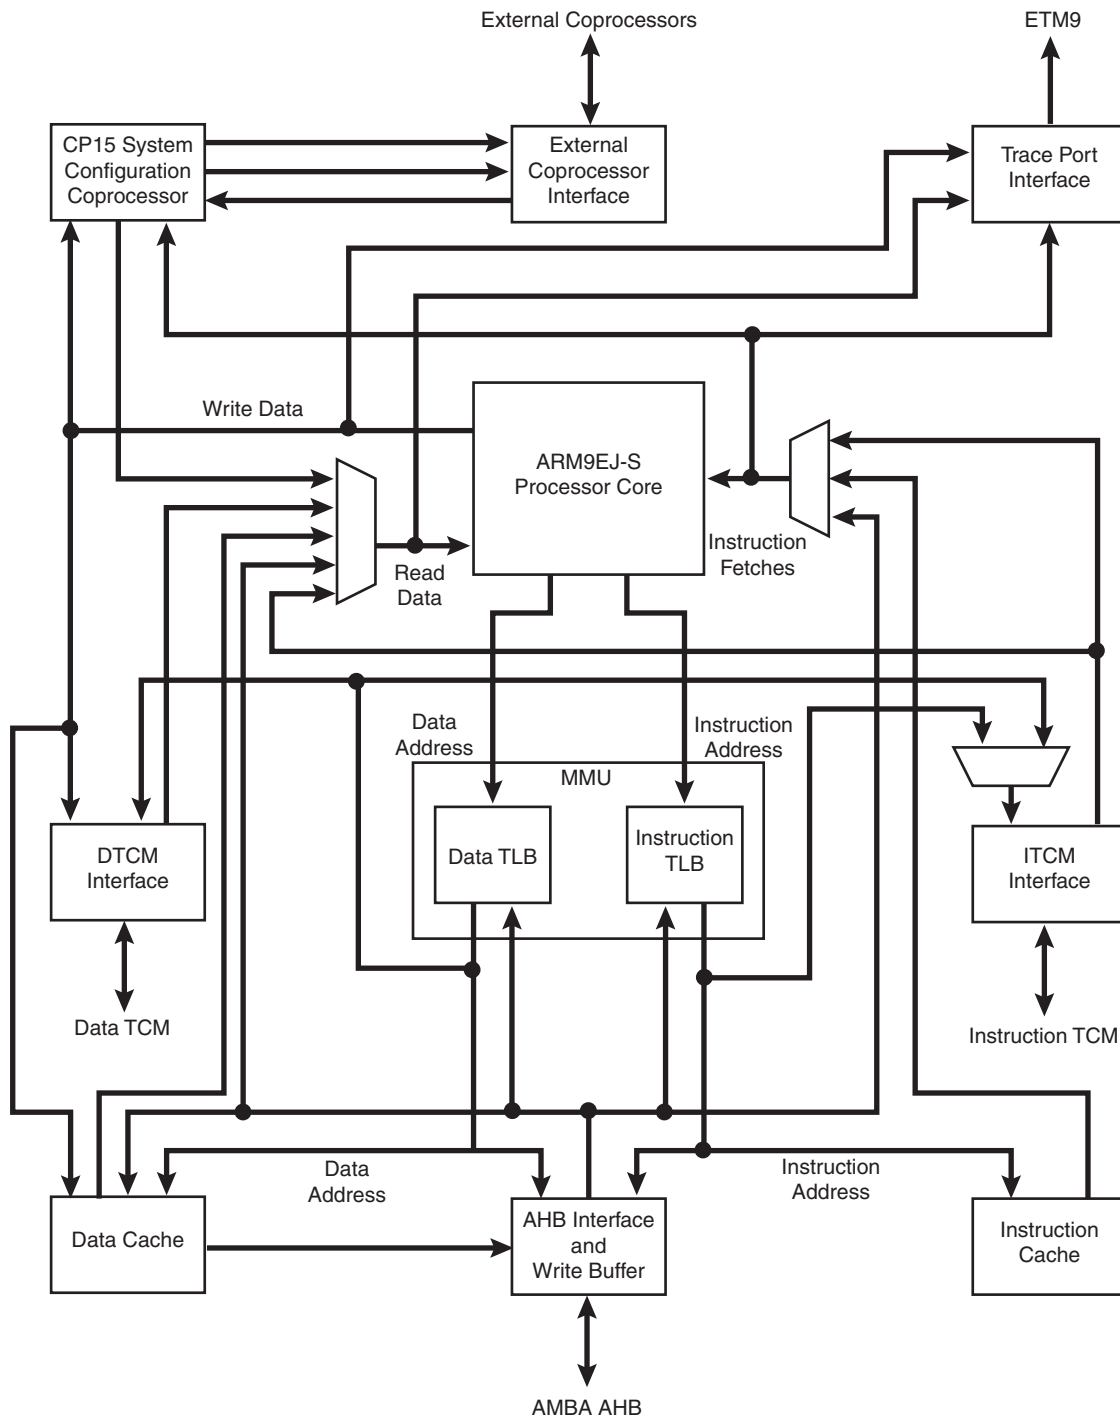 External Coprocessors
ETM9
CP15 System
Configuration
Coprocessor
External
Coprocessor
Interface
Trace Port
Interface
Write Data
ARM9EJ-S
Processor Core
Instruction
Fetches
Read
Data
Data
Address
Instruction
Address
MMU
DTCM
Interface
Data TLB
Instruction
TLB
ITCM
Interface
Data TCM
Instruction TCM
Data
Address
Instruction
Address
Data Cache
AHB Interface
and
Write Buffer
Instruction
Cache
AMBA AHB